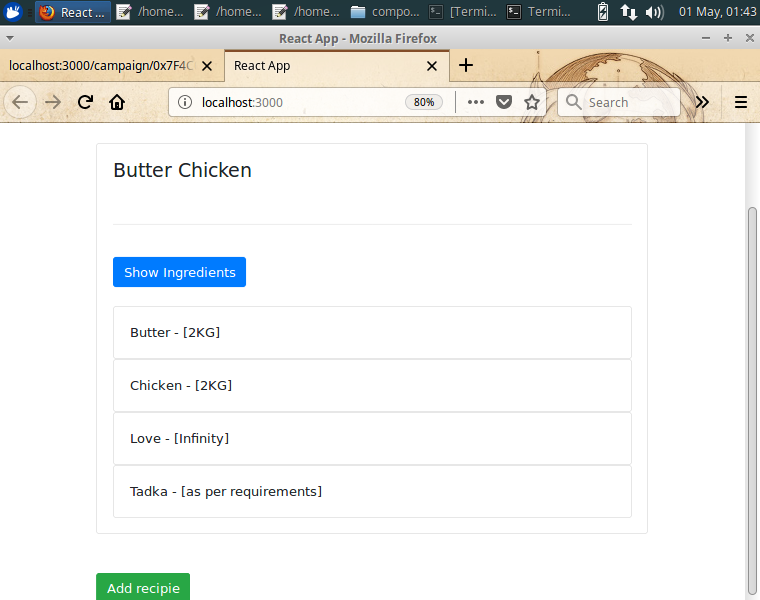 React ...
/home...
/home...
/home...
compo...
[Termi...
Termi...
01 May, 01:43
React App - Mozilla Firefox
localhost:3000/campaign/0x7F4C
React App
localhost:3000
80%
Search
Butter Chicken
Show Ingredients
Butter - [2KG]
Chicken - [2KG]
Love - [Infinity]
Tadka - [as per requirements]
Add recipie